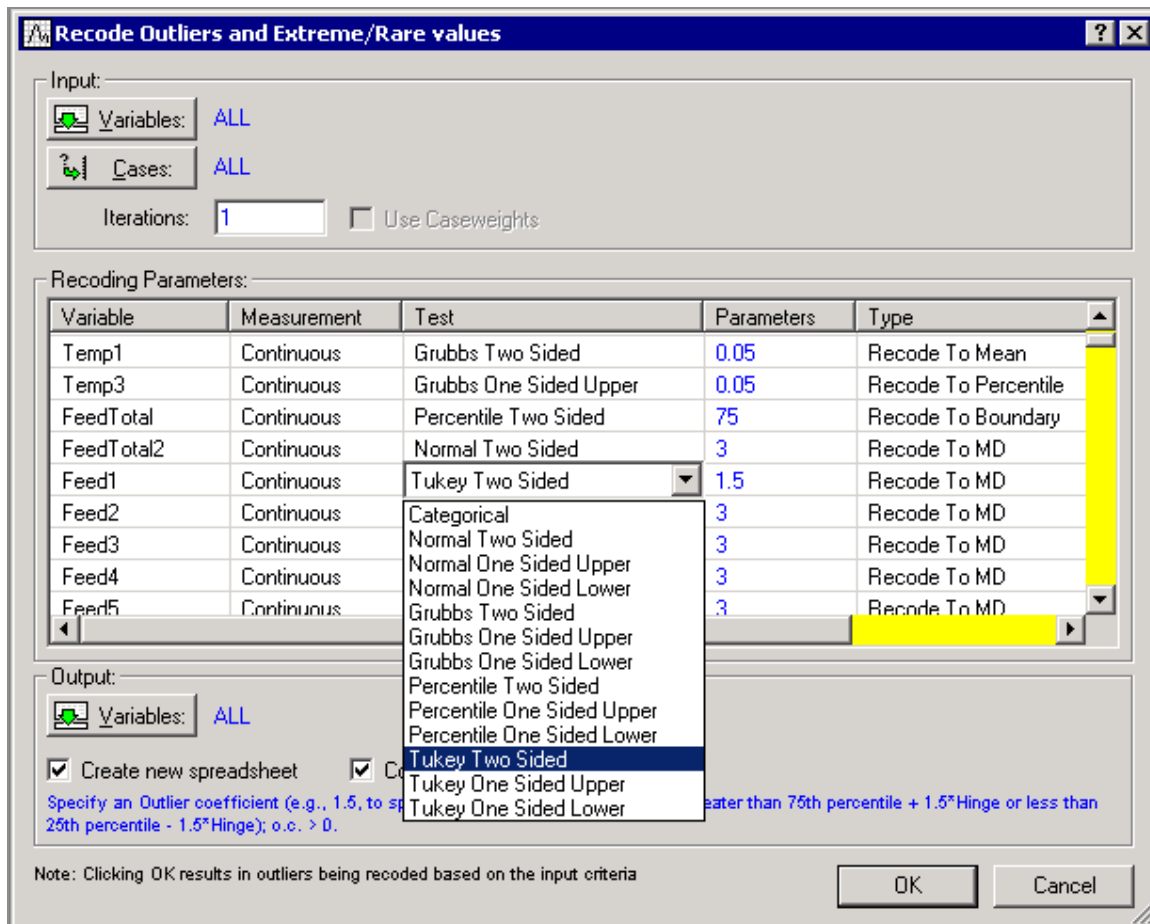 Recode Outliers and Extreme/Rare values
Input:
Variables: ALL
Cases: ALL
Iterations: 1 Use Caseweights
Recoding Parameters:
Variable Measurement Test Parameters Type
Temp1 Continuous Grubbs Two Sided 0.05 Recode To Mean
Temp3 Continuous Grubbs One Sided Upper 0.05 Recode To Percentile
FeedTotal Continuous Percentile Two Sided 75 Recode To Boundary
FeedTotal2 Continuous Normal Two Sided 3 Recode To MD
Feed1 Continuous Tukey Two Sided 1.5 Recode To MD
Feed2 Continuous 3 Recode To MD
Feed3 Continuous 3 Recode To MD
Feed4 Continuous 3 Recode To MD
Feed5 Continuous 3 Recode To MD
Categorical
Normal Two Sided
Normal One Sided Upper
Normal One Sided Lower
Grubbs Two Sided
Grubbs One Sided Upper
Grubbs One Sided Lower
Percentile Two Sided
Percentile One Sided Upper
Percentile One Sided Lower
Tukey Two Sided
Tukey One Sided Upper
Tukey One Sided Lower
Output:
Variables: ALL
Create new spreadsheet
Specify an Outlier coefficient (e.g., 1.5, to than 75th percentile + 1.5*Hinge or less than
25th percentile - 1.5*Hinge); o.c. > 0.
Note: Clicking OK results in outliers being recoded based on the input criteria
OK Cancel